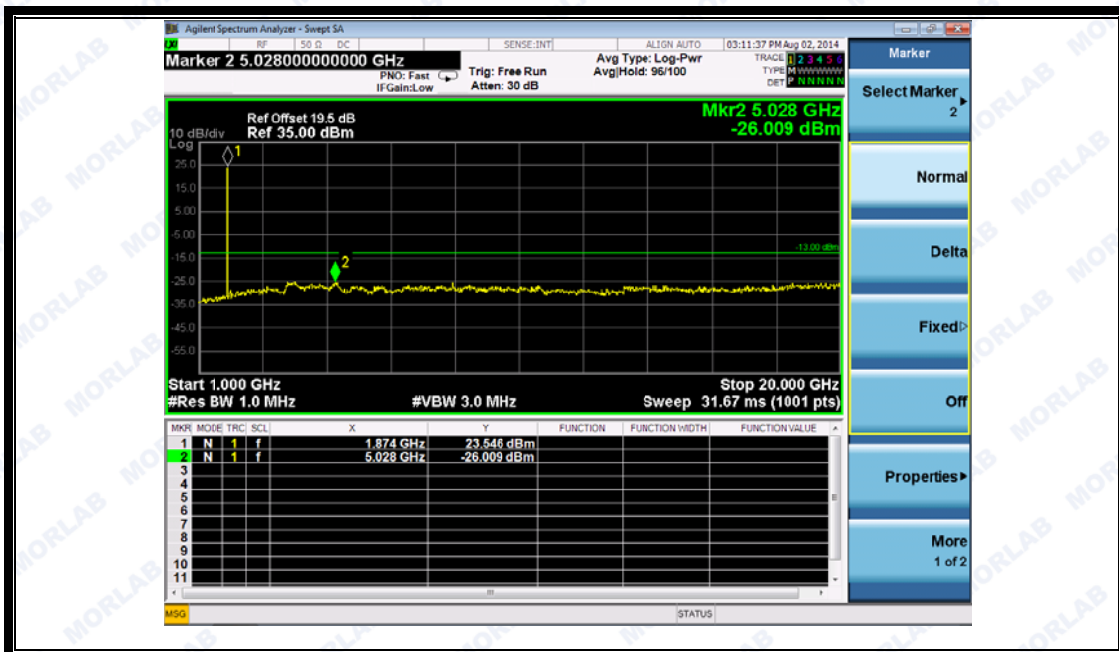 Agilent Spectrum Analyzer - Swept SA
LXI RF 50 Ω DC SENSE:INT ALIGN AUTO 03:11:37 PM Aug 02, 2014
Marker 2 5.028000000000 GHz
PNO: Fast
IFGain:Low
Trig: Free Run
Atten: 30 dB
Avg Type: Log-Pwr
Avg|Hold: 96/100
TRACE 1 2 3 4 5 6
TYPE M WWWWW
DET P N N N N N
Mkr2 5.028 GHz
-26.009 dBm
Ref Offset 19.5 dB
10 dB/div Ref 35.00 dBm
Log
25.0
15.0
5.00
-5.00
-15.0
-25.0
-35.0
-45.0
-55.0
1
2
-13.00 dBm
Start 1.000 GHz Stop 20.000 GHz
#Res BW 1.0 MHz #VBW 3.0 MHz Sweep 31.67 ms (1001 pts)
MKR MODE TRC SCL X Y FUNCTION FUNCTION WIDTH FUNCTION VALUE
1 N 1 f 1.874 GHz 23.546 dBm
2 N 1 f 5.028 GHz -26.009 dBm
3
4
5
6
7
8
9
10
11
MSG STATUS
Marker
Select Marker
2
Normal
Delta
Fixed
Off
Properties
More
1 of 2
MORLAB